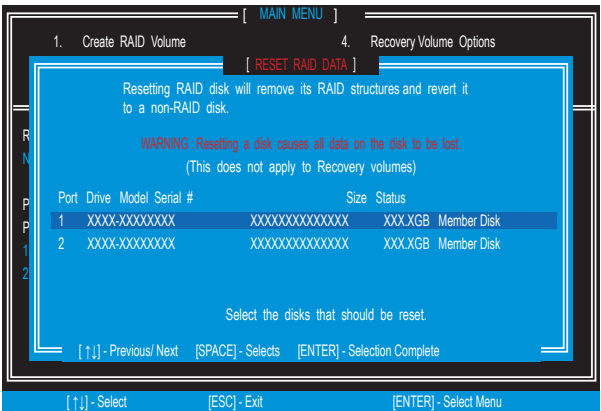 [ MAIN MENU ]
1. Create RAID Volume 4. Recovery Volume Options
[ RESET RAID DATA ]
Resetting RAID disk will remove its RAID structures and revert it
to a non-RAID disk.
R
WARNING : Resetting a disk causes all data on the disk to be lost.
N
(This does not apply to Recovery volumes)
P
Port Drive Model Serial # Size Status
P
1 XXXX-XXXXXXXX XXXXXXXXXXXXXX XXX.XGB Member Disk
1
2 XXXX-XXXXXXXX XXXXXXXXXXXXXX XXX.XGB Member Disk
2
Select the disks that should be reset.
[ ↑↓] - Previous/ Next [SPACE] - Selects [ENTER] - Selection Complete
[ ↑↓] - Select [ESC] - Exit [ENTER] - Select Menu